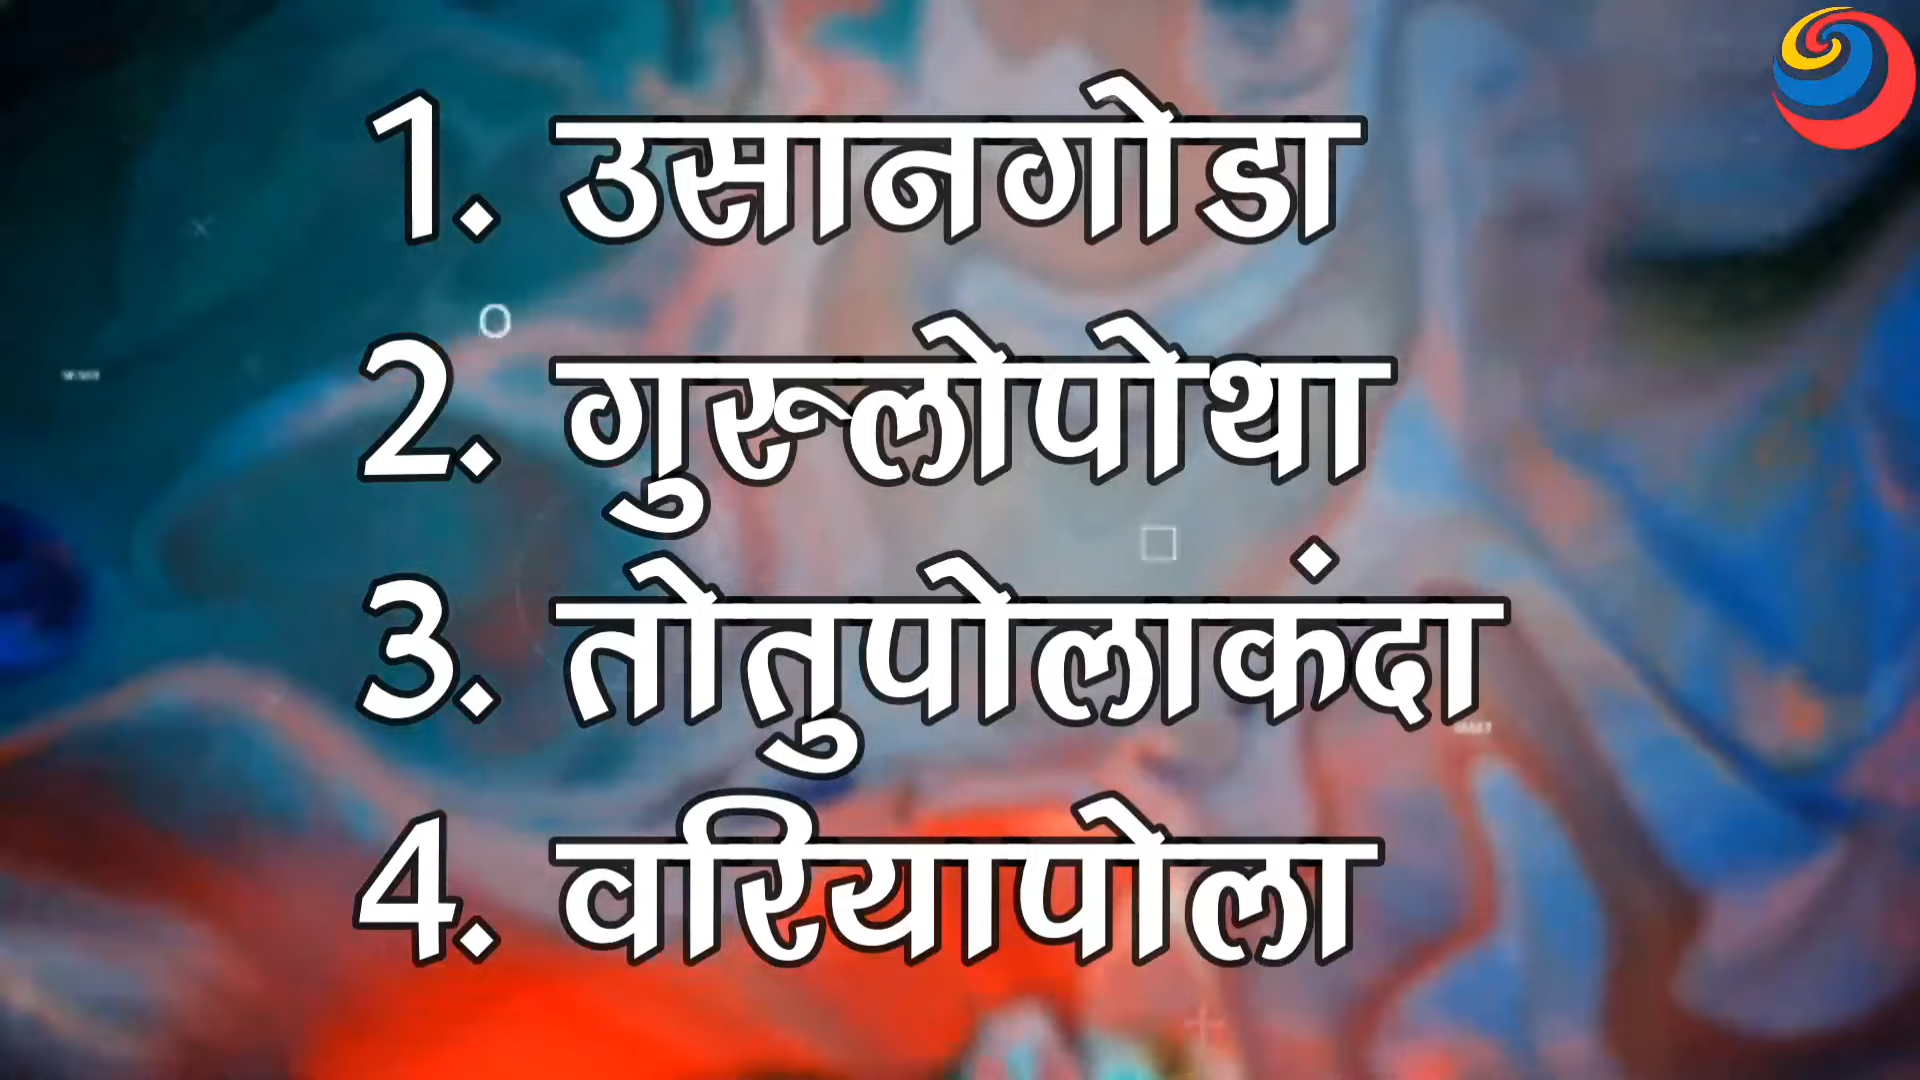 1. उसानगोडा
2. गुरूलोपोथा
3. तोतुपोलाकंदा
4. वरियापोला